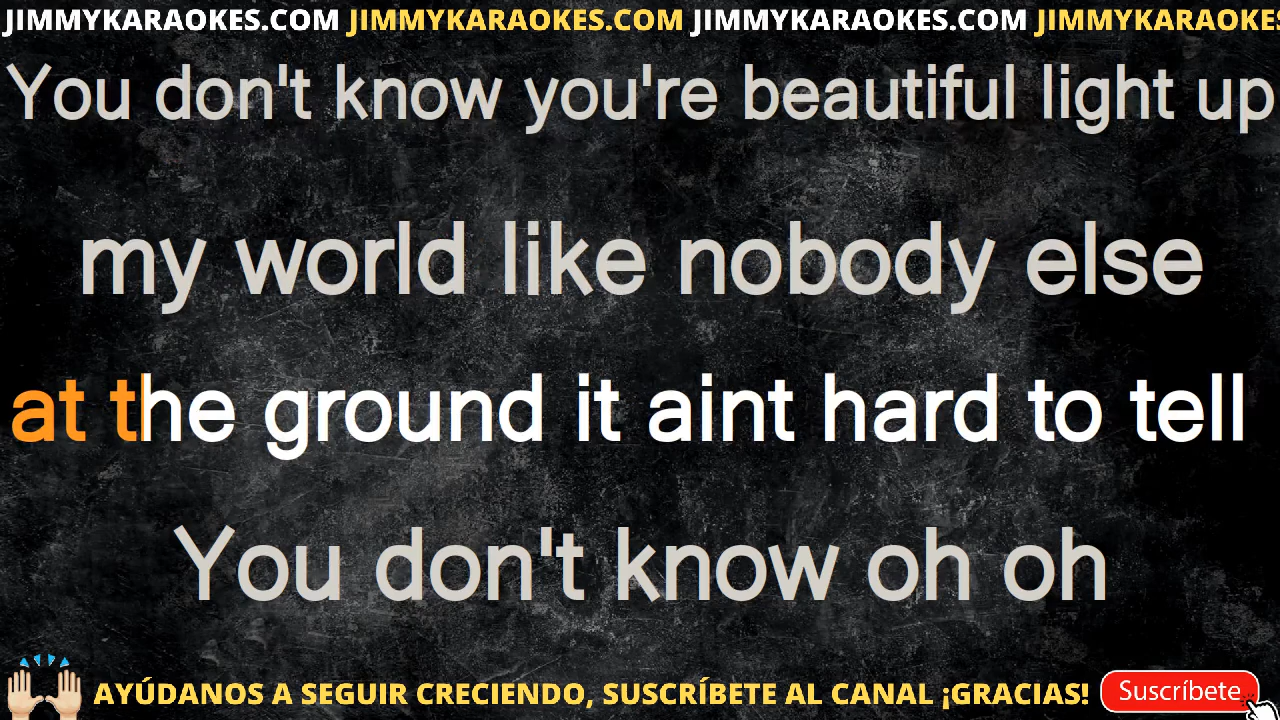 JIMMYKARAOKES.COM JIMMYKARAOKES.COM JIMMYKARAOKES.COM JIMMYKARAOKES
You don't know you're beautiful light up
my world like nobody else
at the ground it aint hard to tell
You don't know oh oh
AYÚDANOS A SEGUIR CRECIENDO, SUSCRÍBETE AL CANAL ¡GRACIAS! Suscríbete